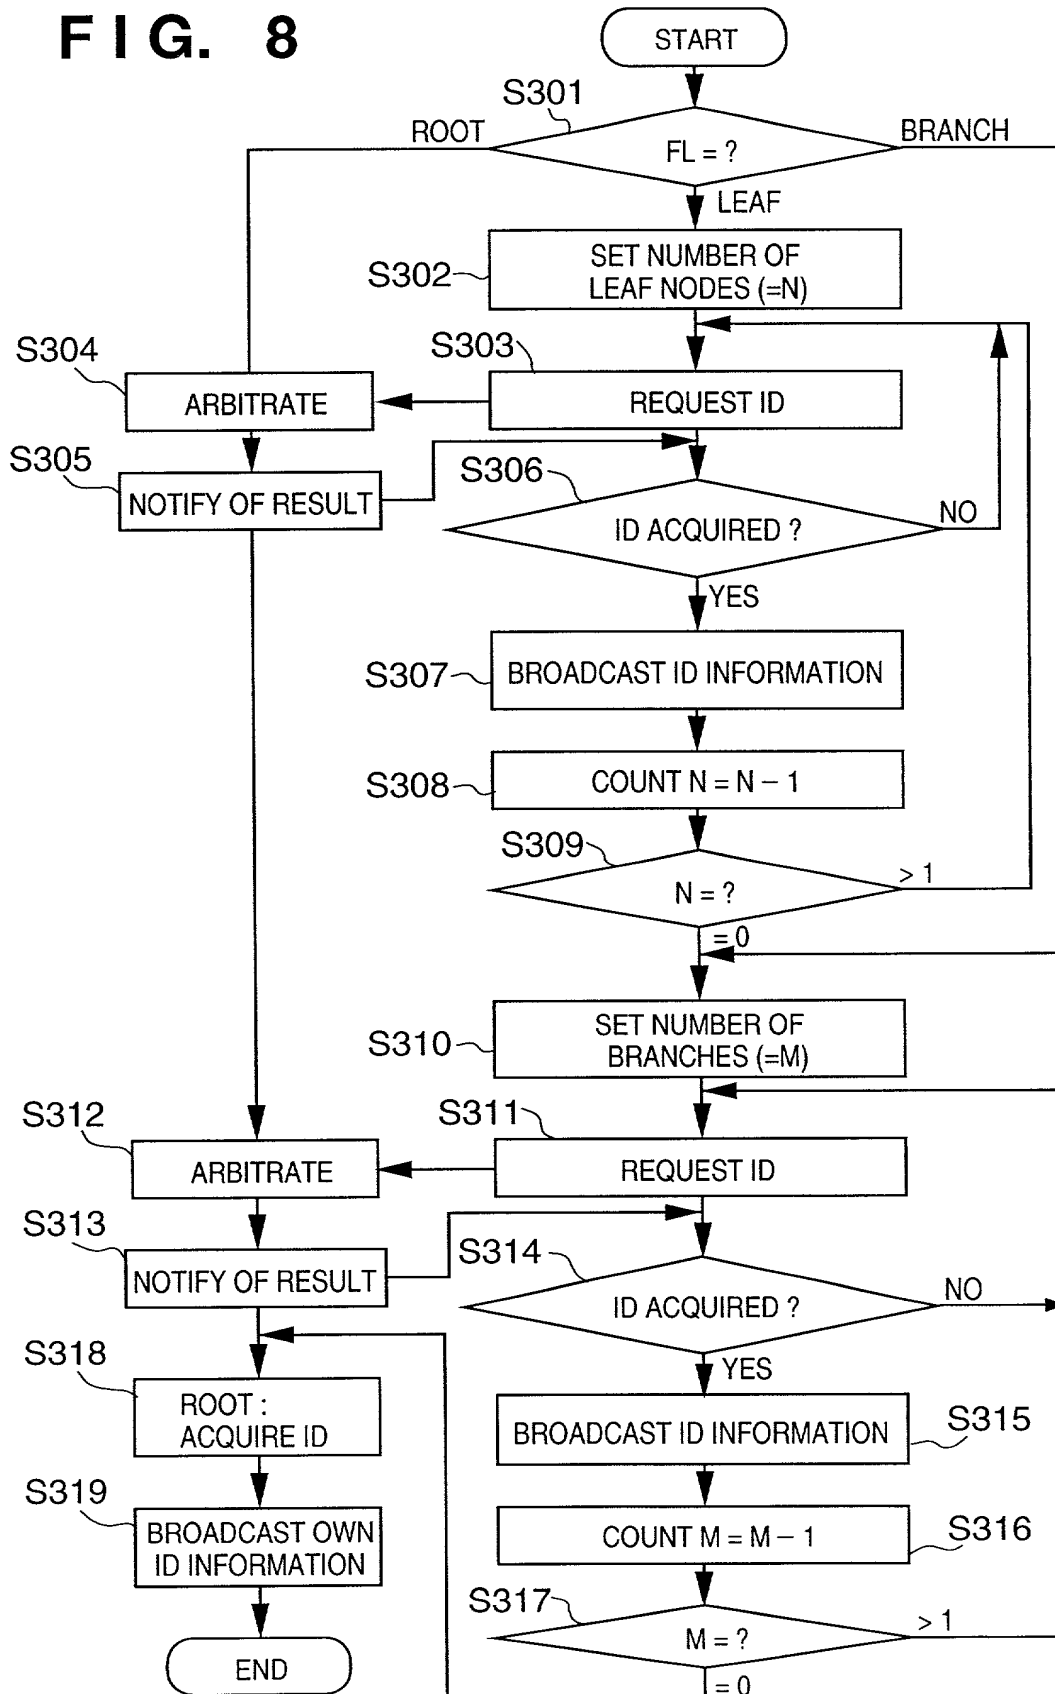 FIG. 8
START
S301
ROOT
FL = ?
BRANCH
LEAF
S302
SET NUMBER OF
LEAF NODES (=N)
S304
S303
ARBITRATE
REQUEST ID
S305
NOTIFY OF RESULT
S306
ID ACQUIRED ?
NO
YES
S307
BROADCAST ID INFORMATION
S308
COUNT N = N – 1
S309
N = ?
> 1
= 0
S310
SET NUMBER OF
BRANCHES (=M)
S312
S311
ARBITRATE
REQUEST ID
S313
NOTIFY OF RESULT
S314
ID ACQUIRED ?
NO
YES
S318
ROOT :
ACQUIRE ID
BROADCAST ID INFORMATION
S315
S319
BROADCAST OWN
ID INFORMATION
COUNT M = M – 1
S316
S317
M = ?
> 1
END
= 0